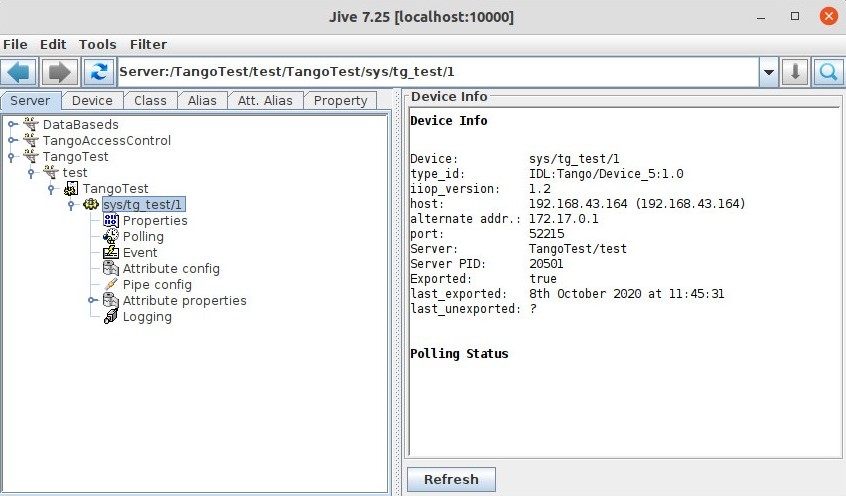 Jive 7.25 [localhost:10000]
File Edit Tools Filter
Server:/TangoTest/test/TangoTest/sys/tg_test/1
Server Device Class Alias Att. Alias Property
DataBaseds
TangoAccessControl
TangoTest
test
TangoTest
sys/tg_test/1
Properties
Polling
Event
Attribute config
Pipe config
Attribute properties
Logging
Device Info
Device Info
Device: sys/tg_test/1
type_id: IDL:Tango/Device_5:1.0
iiop_version: 1.2
host: 192.168.43.164 (192.168.43.164)
alternate addr.: 172.17.0.1
port: 52215
Server: TangoTest/test
Server PID: 20501
Exported: true
last_exported: 8th October 2020 at 11:45:31
last_unexported: ?
Polling Status
Refresh